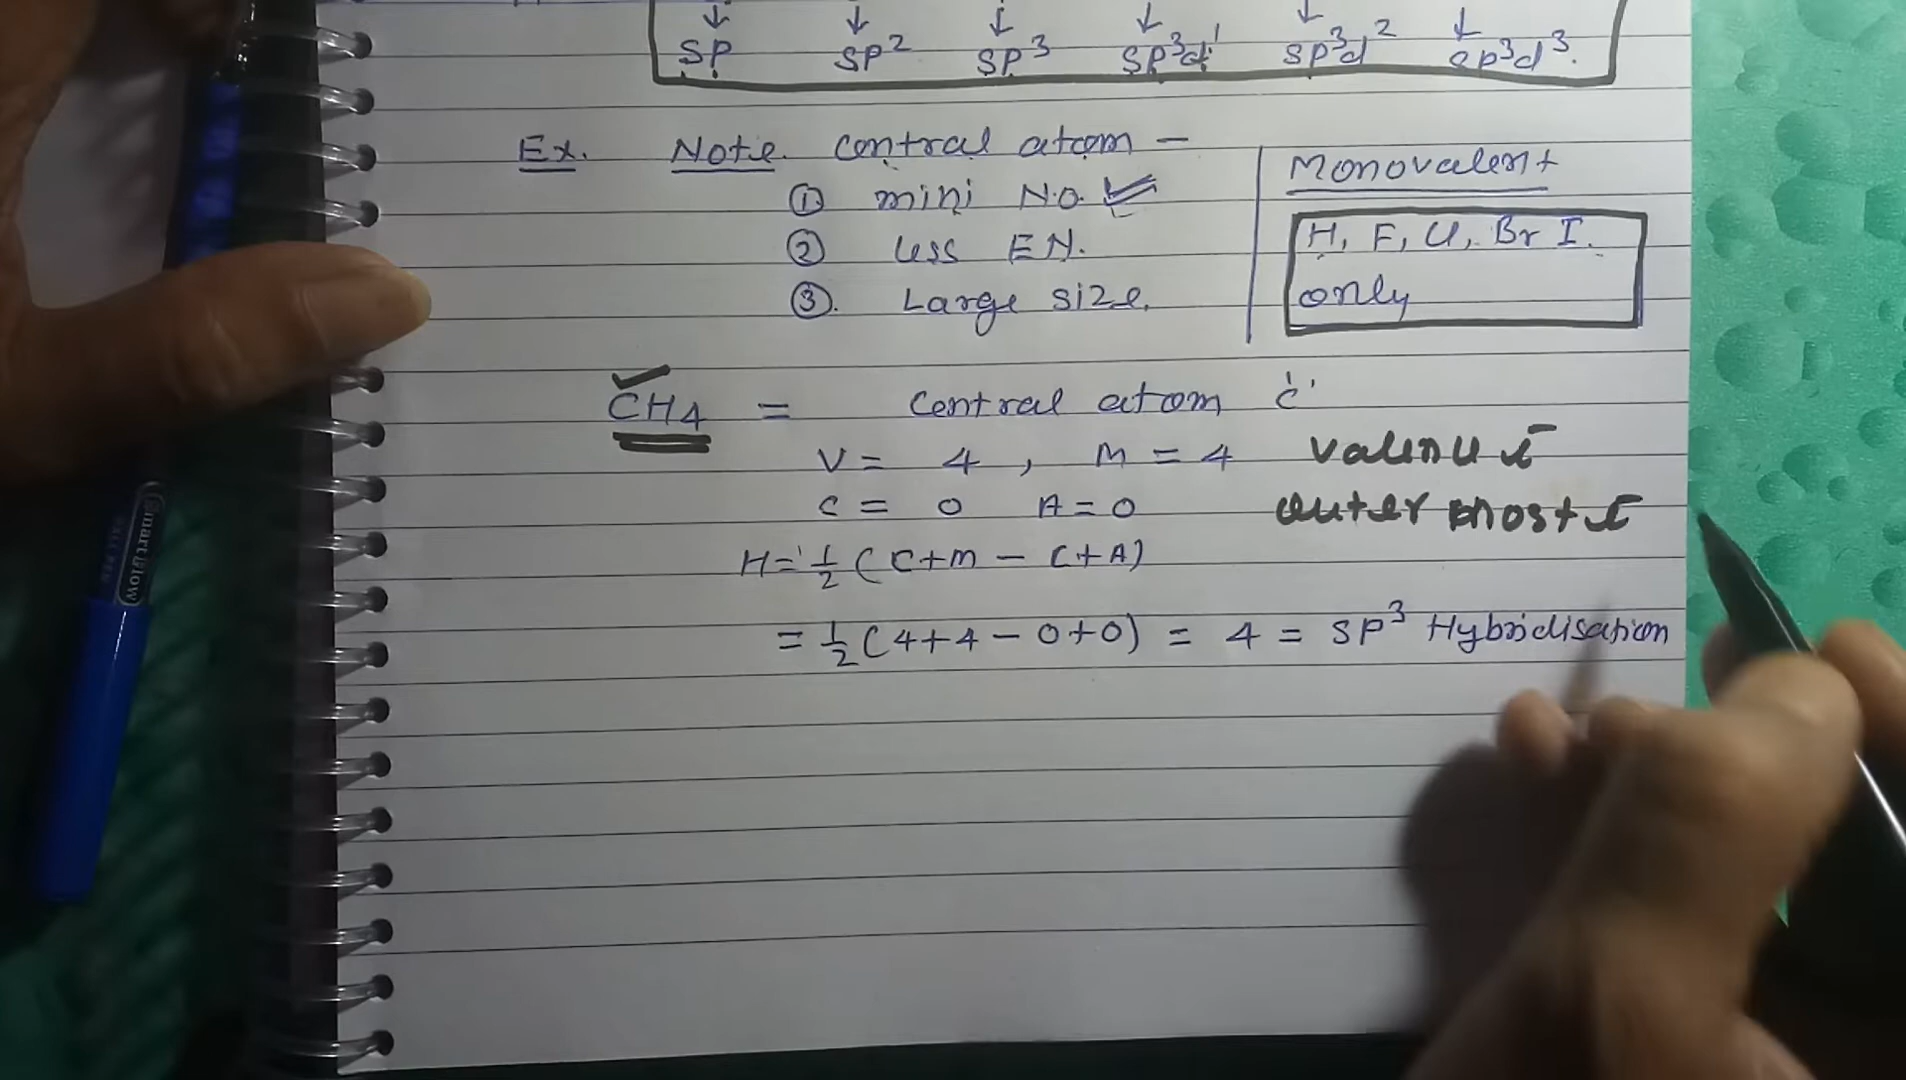 ↓ ↓ ↓ ↓ ↓ ↓
SP SP² SP³ SP³d¹ SP³d² SP³d³.
Ex. Note. central atom —
① mini No.
② less EN.
③. Large size.
Monovalent
H, F, Cl, Br I.
only
CH4 = Central atom 'c'
V = 4 , M = 4 valence e⁻
C = 0 A = 0 outer most e⁻
H = ½ ( C+M - C+A)
= ½ ( 4+4 - 0+0) = 4 = SP³ Hybridisation